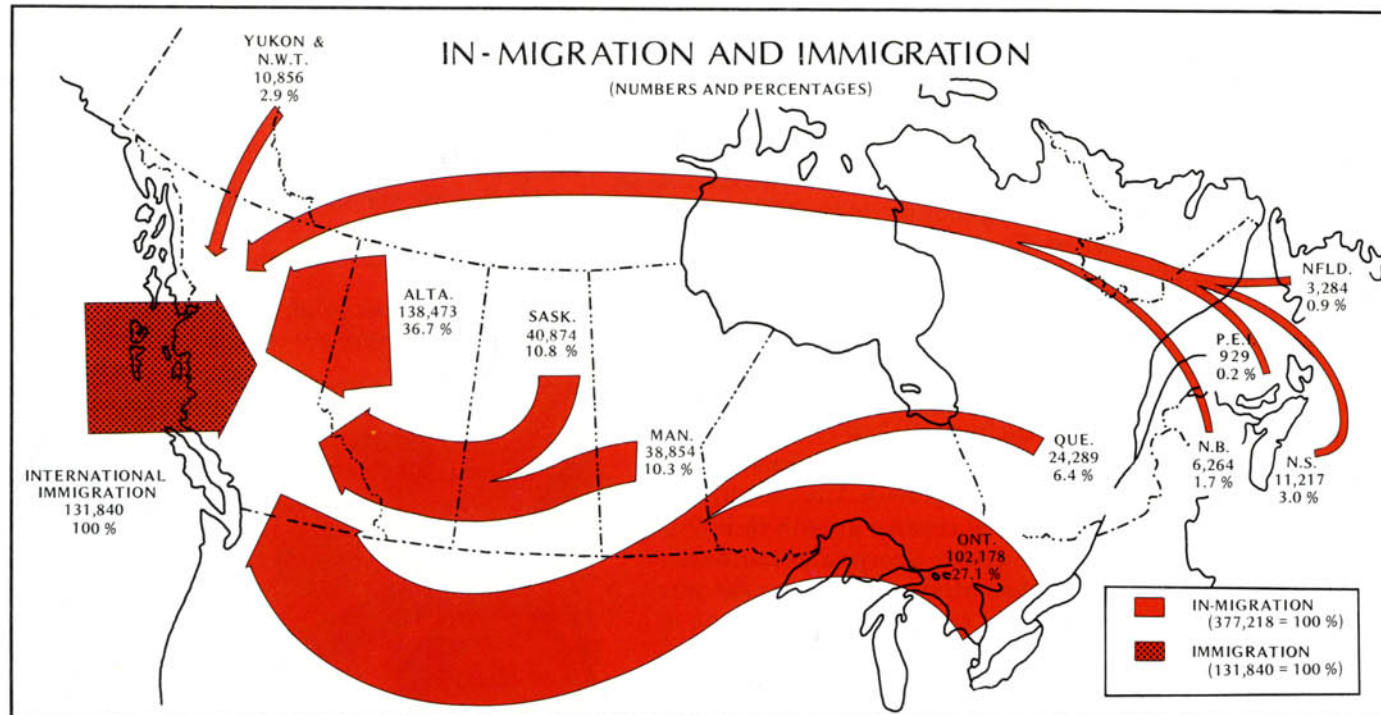 IN-MIGRATION AND IMMIGRATION
(NUMBERS AND PERCENTAGES)
YUKON &
N.W.T.
10,856
2.9 %
ALTA.
138,473
36.7 %
SASK.
40,874
10.8 %
MAN.
38,854
10.3 %
QUE.
24,289
6.4 %
ONT.
102,178
27.1 %
NFLD.
3,284
0.9 %
P.E.I.
929
0.2 %
N.B.
6,264
1.7 %
N.S.
11,217
3.0 %
INTERNATIONAL
IMMIGRATION
131,840
100 %
IN-MIGRATION
(377,218 = 100 %)
IMMIGRATION
(131,840 = 100 %)